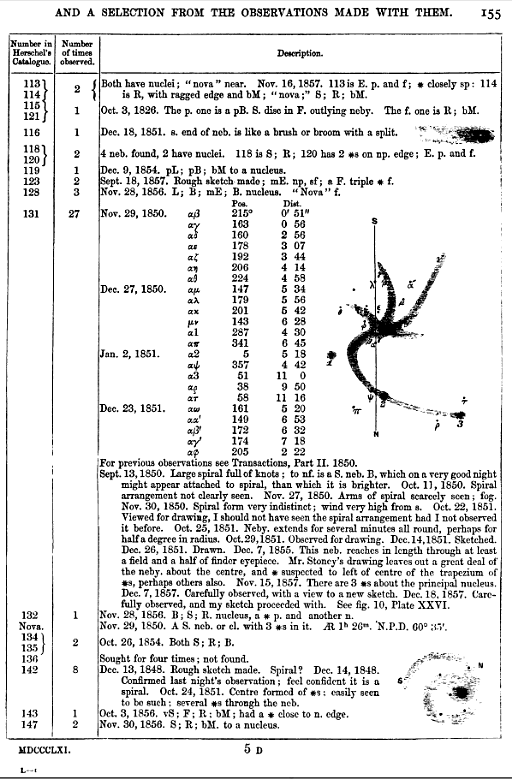 AND A SELECTION FROM THE OBSERVATIONS MADE WITH THEM. 155
Number in Herschel's Catalogue. Number of times observed. Description.
113 } 2 { Both have nuclei; "nova" near. Nov. 16, 1857. 113 is E. p. and f; * closely sp: 114
114 } is R, with ragged edge and bM; "nova;" S; R; bM.
115 }
121 } 1 Oct. 3, 1826. The p. one is a pB. S. disc in F. outlying neby. The f. one is R; bM.
116 1 Dec. 18, 1851. s. end of neb. is like a brush or broom with a split.
118 }
120 } 2 4 neb. found, 2 have nuclei. 118 is S; R; 120 has 2 *s on np. edge; E. p. and f.
119 1 Dec. 9, 1854. pL; pB; bM to a nucleus.
123 2 Sept. 18, 1857. Rough sketch made; mE. np, sf; a F. triple * f.
128 3 Nov. 28, 1856. L; B; mE; B. nucleus. "Nova" f.
Pos. Dist.
131 27 Nov. 29, 1850. αβ 215° 0′ 51″
αγ 163 0 56
αδ 160 2 56
αε 178 3 07
αζ 192 3 44
αη 206 4 14
αθ 224 4 58
Dec. 27, 1850. αμ 147 5 34
αλ 179 5 56
ακ 201 5 42
μν 143 6 28
α1 287 4 30
απ 341 6 45
Jan. 2, 1851. α2 5 5 18
αψ 357 4 42
α3 51 11 0
αρ 38 9 50
ατ 58 11 16
Dec. 23, 1851. αω 161 5 20
αα′ 149 6 53
αβ′ 172 6 32
αγ′ 174 7 18
αφ 205 2 22
S
N
For previous observations see Transactions, Part II. 1850.
Sept. 13, 1850. Large spiral full of knots; to nf. is a S. neb. B, which on a very good night
might appear attached to spiral, than which it is brighter. Oct. 11, 1850. Spiral
arrangement not clearly seen. Nov. 27, 1850. Arms of spiral scarcely seen; fog.
Nov. 30, 1850. Spiral form very indistinct; wind very high from s. Oct. 22, 1851.
Viewed for drawing, I should not have seen the spiral arrangement had I not observed
it before. Oct. 25, 1851. Neby. extends for several minutes all round, perhaps for
half a degree in radius. Oct. 29, 1851. Observed for drawing. Dec. 14, 1851. Sketched.
Dec. 26, 1851. Drawn. Dec. 7, 1855. This neb. reaches in length through at least
a field and a half of finder eyepiece. Mr. Stoney's drawing leaves out a great deal of
the neby. about the centre, and * suspected to left of centre of the trapezium of
*s, perhaps others also. Nov. 15, 1857. There are 3 *s about the principal nucleus.
Dec. 7, 1857. Carefully observed, with a view to a new sketch. Dec. 18, 1857. Care-
fully observed, and my sketch proceeded with. See fig. 10, Plate XXVI.
132 1 Nov. 28, 1856. B; S; R. nucleus, a * p. and another n.
Nova. Nov. 29, 1850. A S. neb. or cl. with 3 *s in it. Æ 1h 26m. N.P.D. 60° 35′.
134 }
135 } 2 Oct. 26, 1854. Both S; R; B.
136 Sought for four times; not found.
142 8 Dec. 13, 1848. Rough sketch made. Spiral? Dec. 14, 1848.
Confirmed last night's observation; feel confident it is a
spiral. Oct. 24, 1851. Centre formed of *s: easily seen
to be such; several *s through the neb.
N
S
143 1 Oct. 3, 1856. vS; F; R; bM; had a * close to n. edge.
147 2 Nov. 30, 1856. S; R; bM. to a nucleus.
MDCCCLXI. 5 D